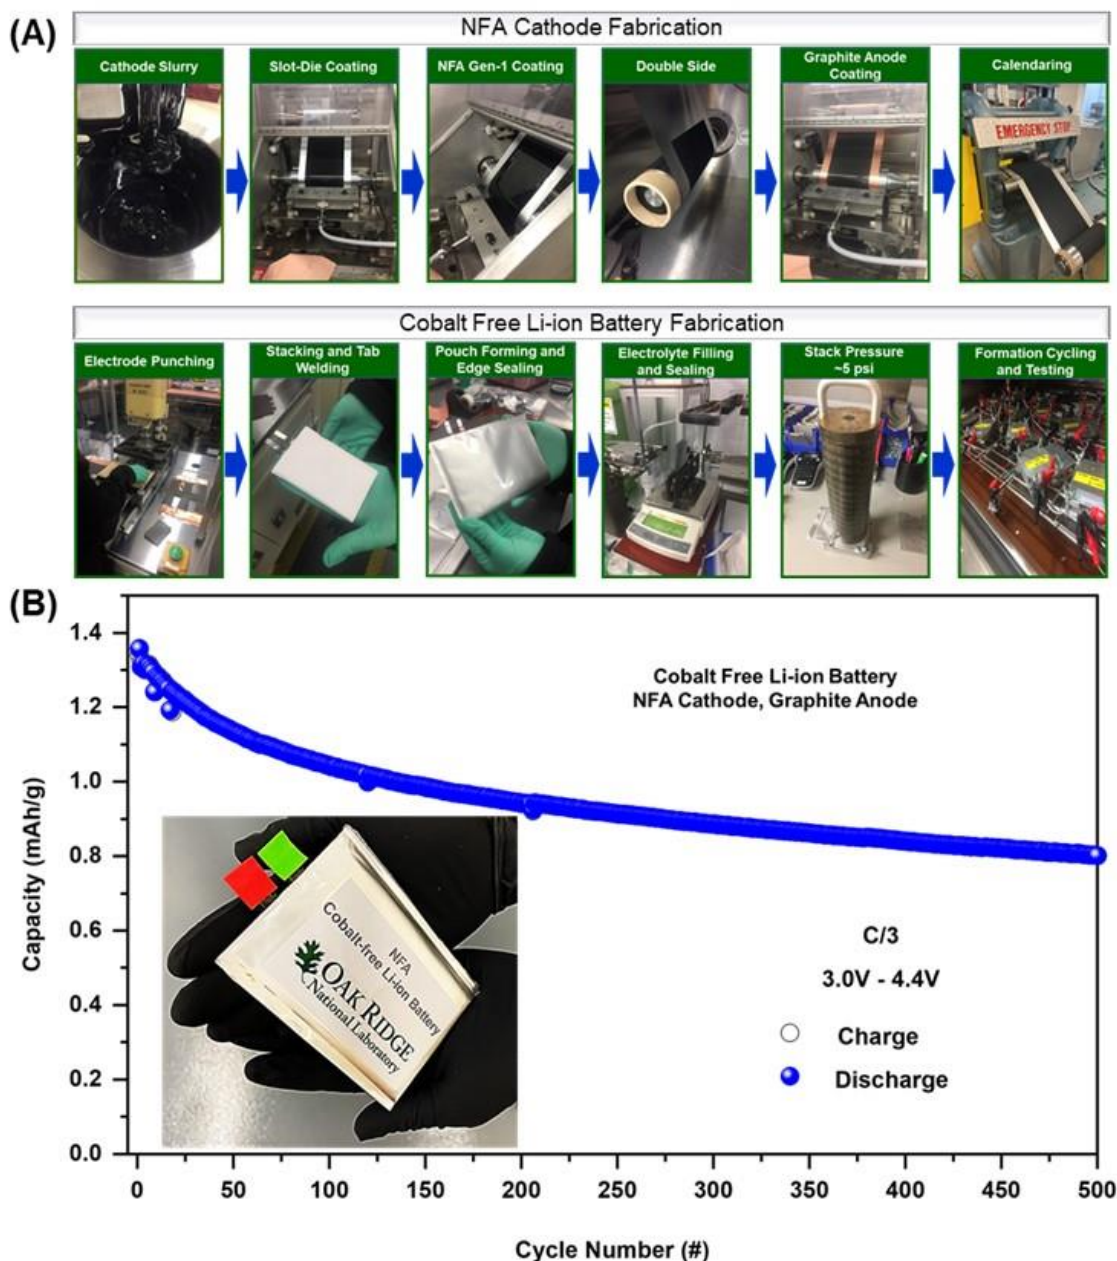 (A)
NFA Cathode Fabrication
Cathode Slurry
Slot-Die Coating
NFA Gen-1 Coating
Double Side
Graphite Anode
Coating
Calendaring
EMERGENCY STOP
Cobalt Free Li-ion Battery Fabrication
Electrode Punching
Stacking and Tab
Welding
Pouch Forming and
Edge Sealing
Electrolyte Filling
and Sealing
Stack Pressure
~5 psi
Formation Cycling
and Testing
(B)
Cobalt Free Li-ion Battery
NFA Cathode, Graphite Anode
Capacity (mAh/g)
1.4
1.2
1.0
0.8
0.6
0.4
0.2
0.0
NFA
Cobalt-free Li-ion Battery
OAK RIDGE
National Laboratory
C/3
3.0V - 4.4V
Charge
Discharge
0 50 100 150 200 250 300 350 400 450 500
Cycle Number (#)